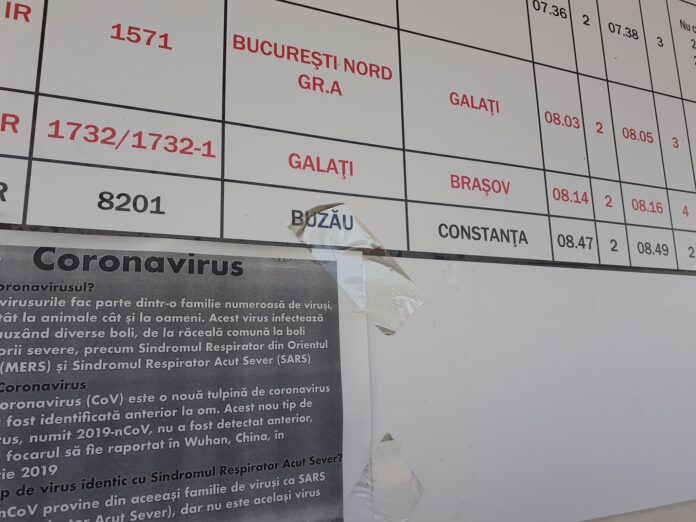 07.36 2 07.38 3
IR 1571 BUCUREŞTI NORD GR.A GALAŢI 08.03 2 08.05 3
R 1732/1732-1 GALAŢI BRAŞOV 08.14 2 08.16 4
R 8201 BUZĂU CONSTANŢA 08.47 2 08.49 2
Coronavirus
oronavirusul?
virusurile fac parte dintr-o familie numeroasă de viruşi,
tât la animale cât şi la oameni. Acest virus infectează
auzând diverse boli, de la răceală comună la boli
orii severe, precum Sindromul Respirator din Orientul
(MERS) şi Sindromul Respirator Acut Sever (SARS)
Coronavirus
oronavirus (CoV) este o nouă tulpină de coronavirus
fost identificată anterior la om. Acest nou tip de
rus, numit 2019-nCoV, nu a fost detectat anterior,
focarul să fie raportat în Wuhan, China, în
rie 2019
p de virus identic cu Sindromul Respirator Acut Sever?
nCoV provine din aceeaşi familie de viruşi ca SARS
rator Acut Sever), dar nu este acelaşi virus